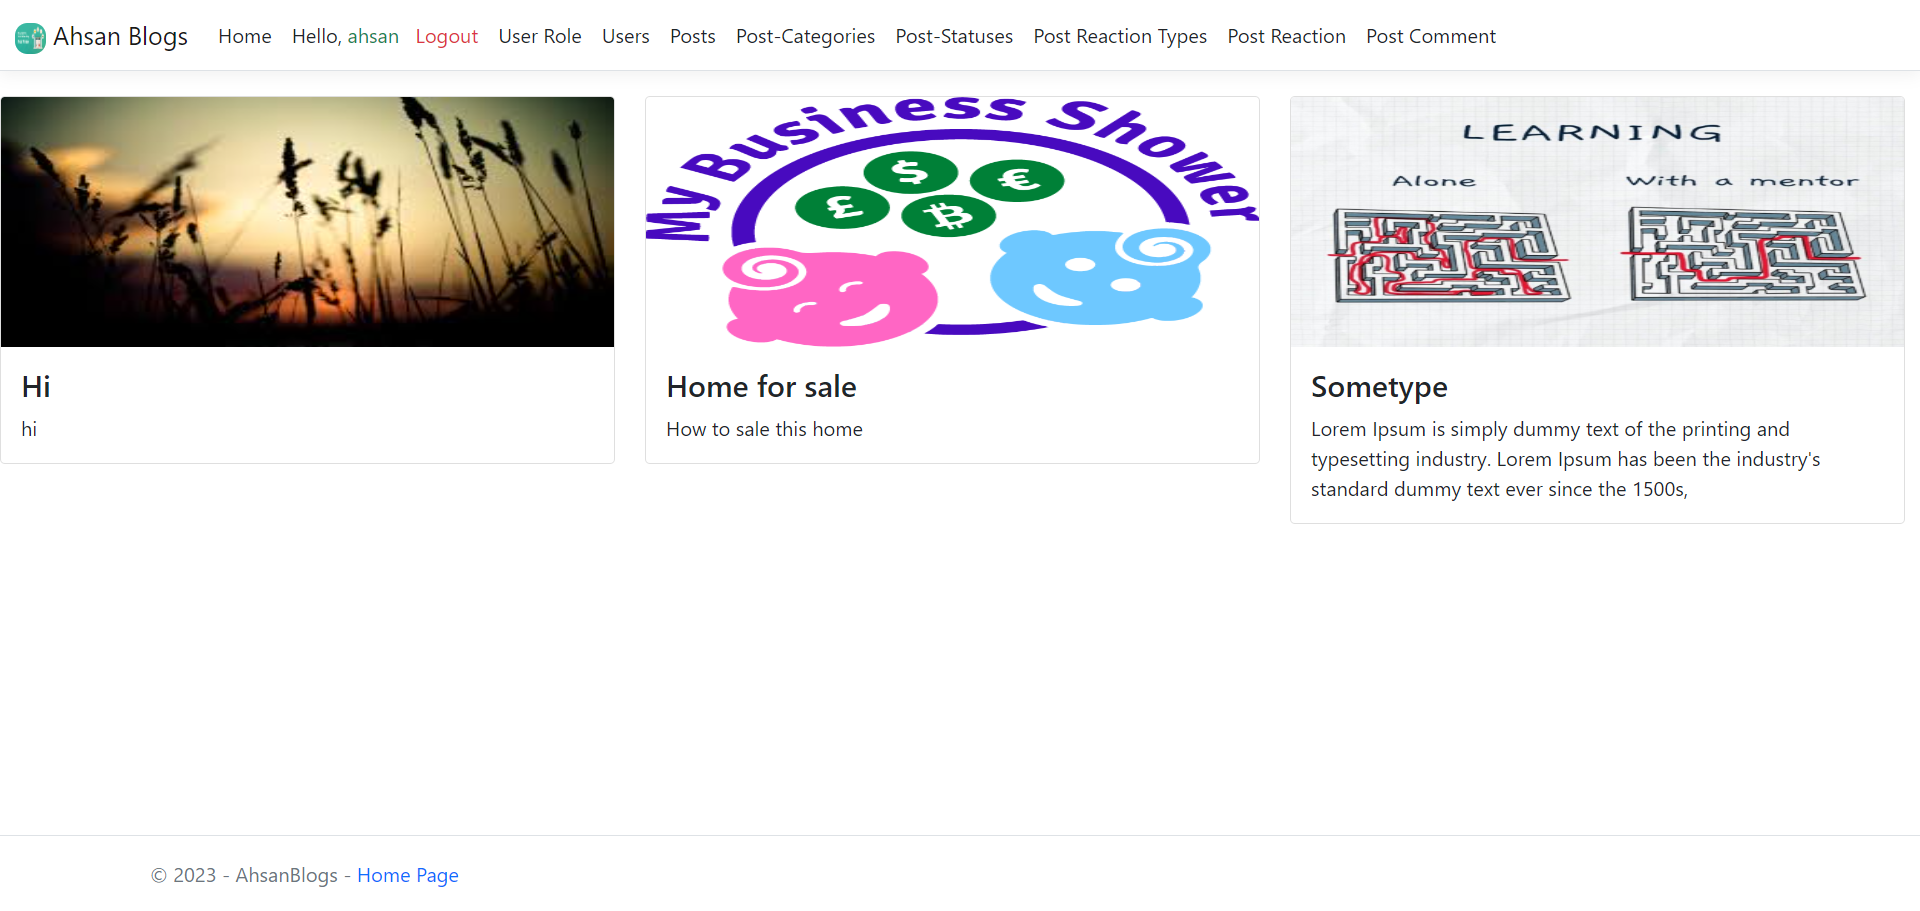 Ahsan Blogs Home Hello, ahsan Logout User Role Users Posts Post-Categories Post-Statuses Post Reaction Types Post Reaction Post Comment
My Business Shower
$ €
£ ₿
LEARNING
Alone With a mentor
Hi
hi
Home for sale
How to sale this home
Sometype
Lorem Ipsum is simply dummy text of the printing and
typesetting industry. Lorem Ipsum has been the industry's
standard dummy text ever since the 1500s,
© 2023 - AhsanBlogs - Home Page